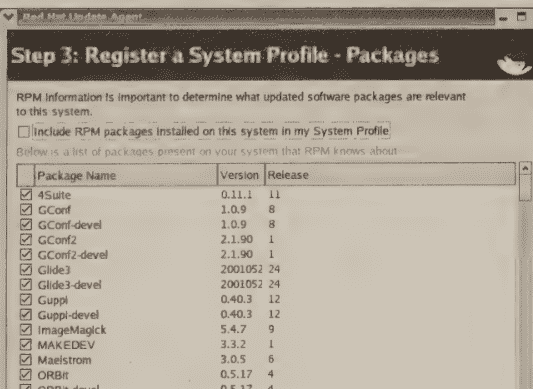 Red Hat Update Agent
Step 3: Register a System Profile - Packages
RPM information is important to determine what updated software packages are relevant
to this system.
Include RPM packages installed on this system in my System Profile
Below is a list of packages present on your system that RPM knows about
Package Name Version Release
4Suite 0.11.1 11
GConf 1.0.9 8
GConf-devel 1.0.9 8
GConf2 2.1.90 1
GConf2-devel 2.1.90 1
Glide3 2001052 24
Glide3-devel 2001052 24
Guppi 0.40.3 12
Guppi-devel 0.40.3 12
ImageMagick 5.4.7 9
MAKEDEV 3.3.2 1
Maelstrom 3.0.5 6
ORBit 0.5.17 4
ORBit-devel 0.5.17 4